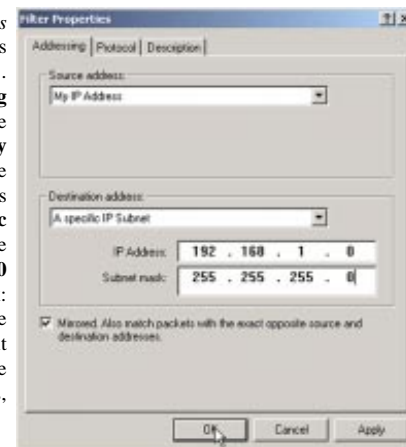 Filter Properties
Addressing Protocol Description
Source address:
My IP Address
Destination address:
A specific IP Subnet
IP Address: 192 . 168 . 1 . 0
Subnet mask: 255 . 255 . 255 . 0
Mirrored. Also match packets with the exact opposite source and
destination addresses.
OK Cancel Apply